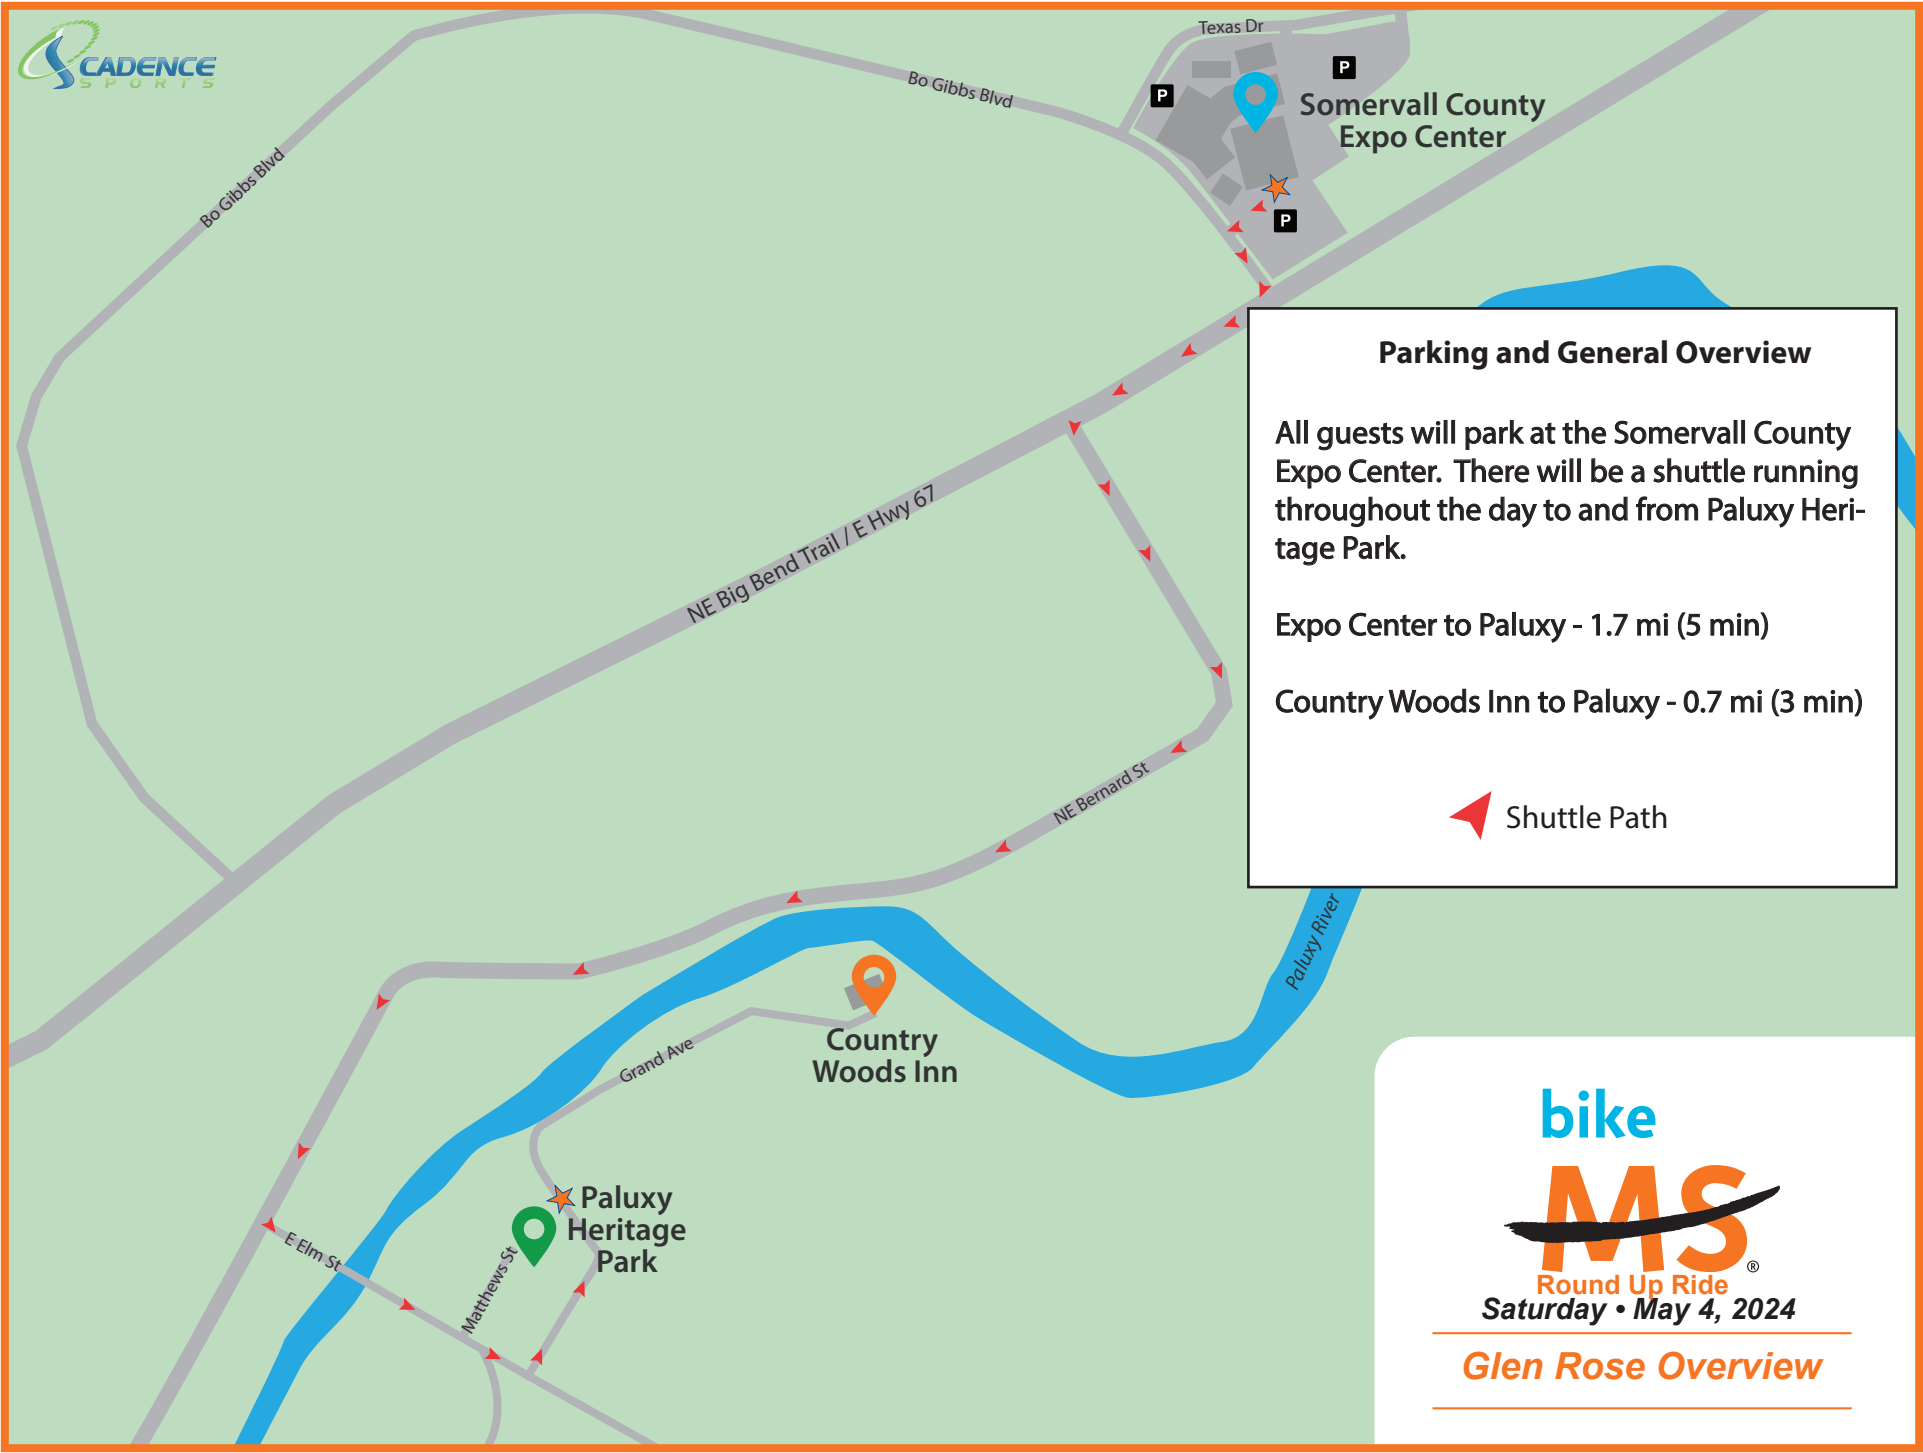 CADENCE
SPORTS
Texas Dr
P
P
Bo Gibbs Blvd
Somervall County
Expo Center
Bo Gibbs Blvd
P
Parking and General Overview
All guests will park at the Somervall County
Expo Center.  There will be a shuttle running
throughout the day to and from Paluxy Heri-
tage Park.
Expo Center to Paluxy - 1.7 mi (5 min)
Country Woods Inn to Paluxy - 0.7 mi (3 min)
Shuttle Path
NE Big Bend Trail / E Hwy 67
NE Bernard St
Paluxy River
Country
Woods Inn
Grand Ave
Paluxy
Heritage
Park
E Elm St
Matthews St
bike
MS®
Round Up Ride
Saturday • May 4, 2024
Glen Rose Overview